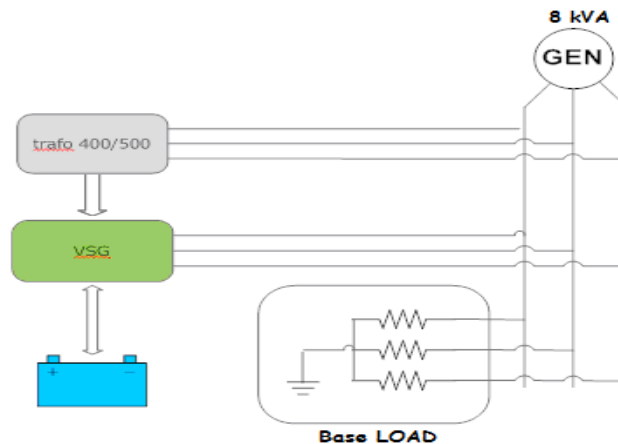 8 kVA
GEN
trafo 400/500
VSG
+ −
Base LOAD